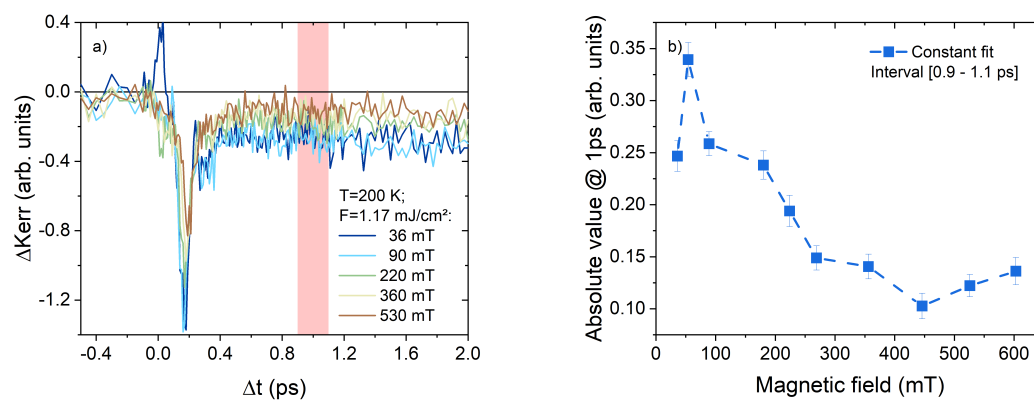 a)
0.4
0.0
-0.4
-0.8
-1.2
ΔKerr (arb. units)
T=200 K;
F=1.17 mJ/cm²:
36 mT
90 mT
220 mT
360 mT
530 mT
-0.4 0.0 0.4 0.8 1.2 1.6 2.0
Δt (ps)
b)
Constant fit
Interval [0.9 - 1.1 ps]
0.35
0.30
0.25
0.20
0.15
0.10
Absolute value @ 1ps (arb. units)
0 100 200 300 400 500 600
Magnetic field (mT)